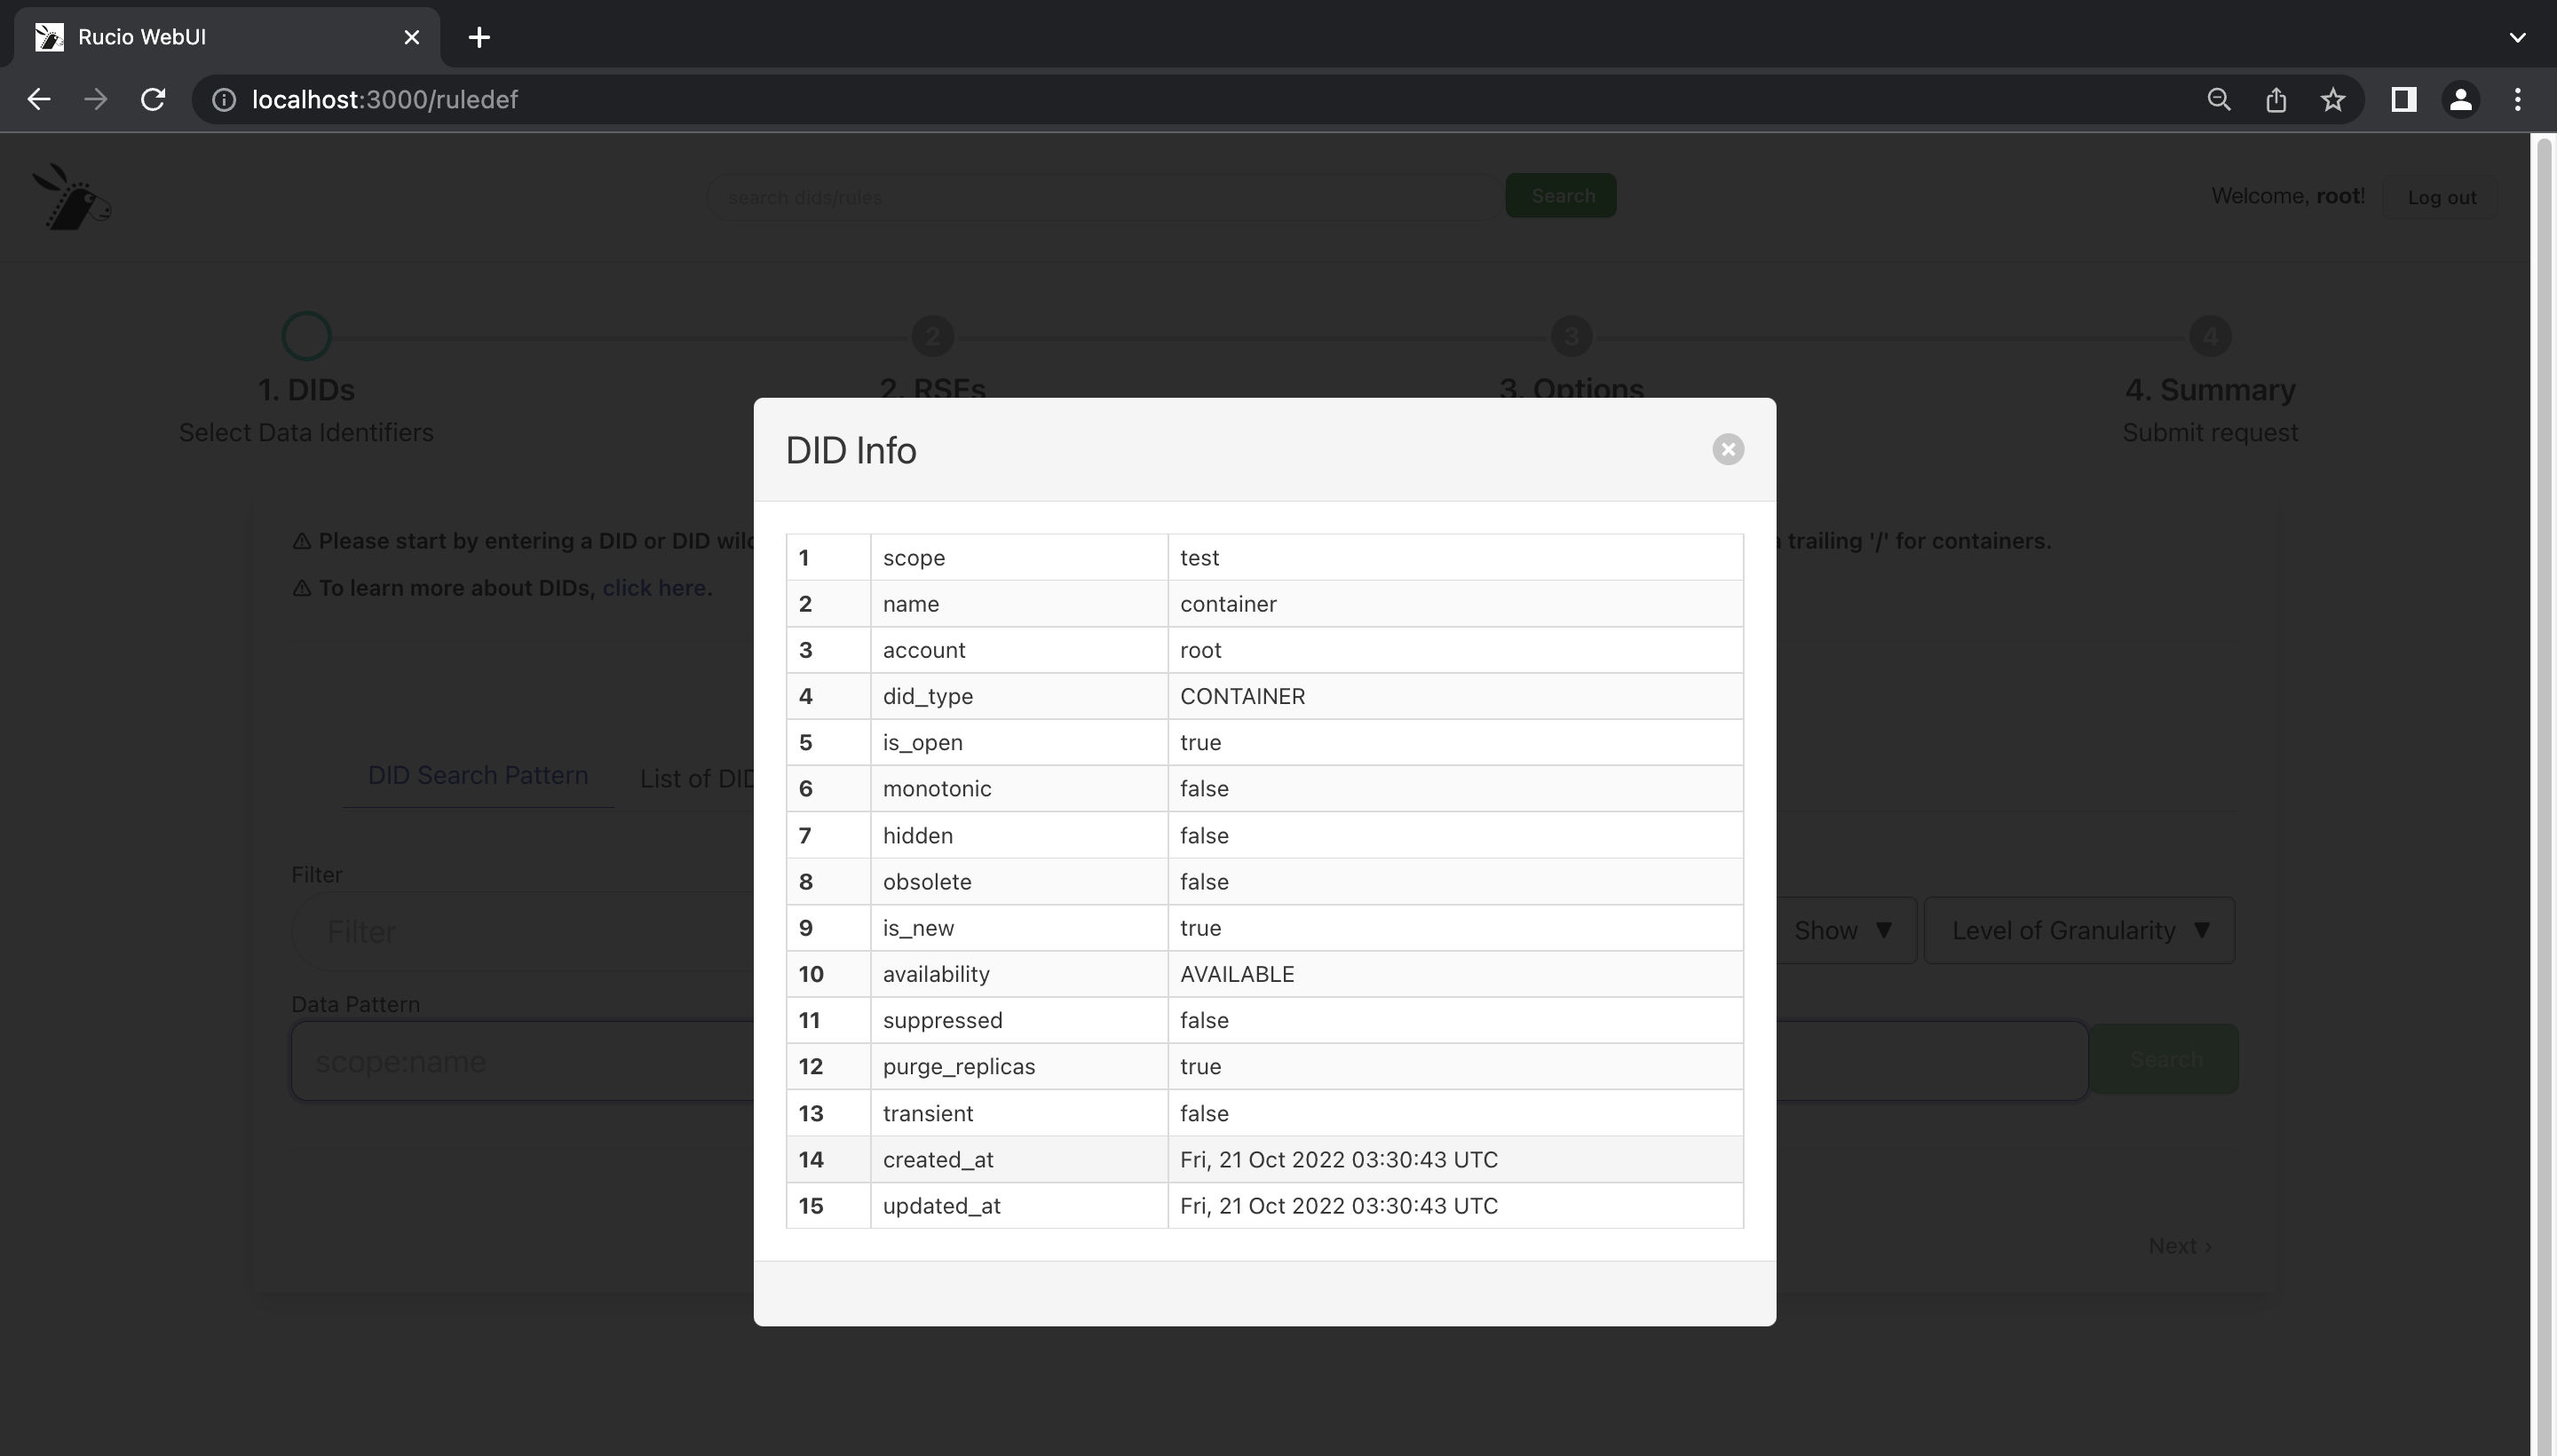 Rucio WebUI
localhost:3000/ruledef
search dids/rules
Search
Welcome, root!
Log out
2
3
4
1. DIDs
2. RSEs
3. Options
4. Summary
Select Data Identifiers
Submit request
DID Info
⚠ Please start by entering a DID or DID
trailing '/' for containers.
⚠ To learn more about DIDs, click here.
1 scope test
2 name container
3 account root
4 did_type CONTAINER
5 is_open true
6 monotonic false
7 hidden false
8 obsolete false
9 is_new true
10 availability AVAILABLE
11 suppressed false
12 purge_replicas true
13 transient false
14 created_at Fri, 21 Oct 2022 03:30:43 UTC
15 updated_at Fri, 21 Oct 2022 03:30:43 UTC
DID Search Pattern
List of DID
Filter
Filter
Show ▼
Level of Granularity ▼
Data Pattern
scope:name
Search
Next ›